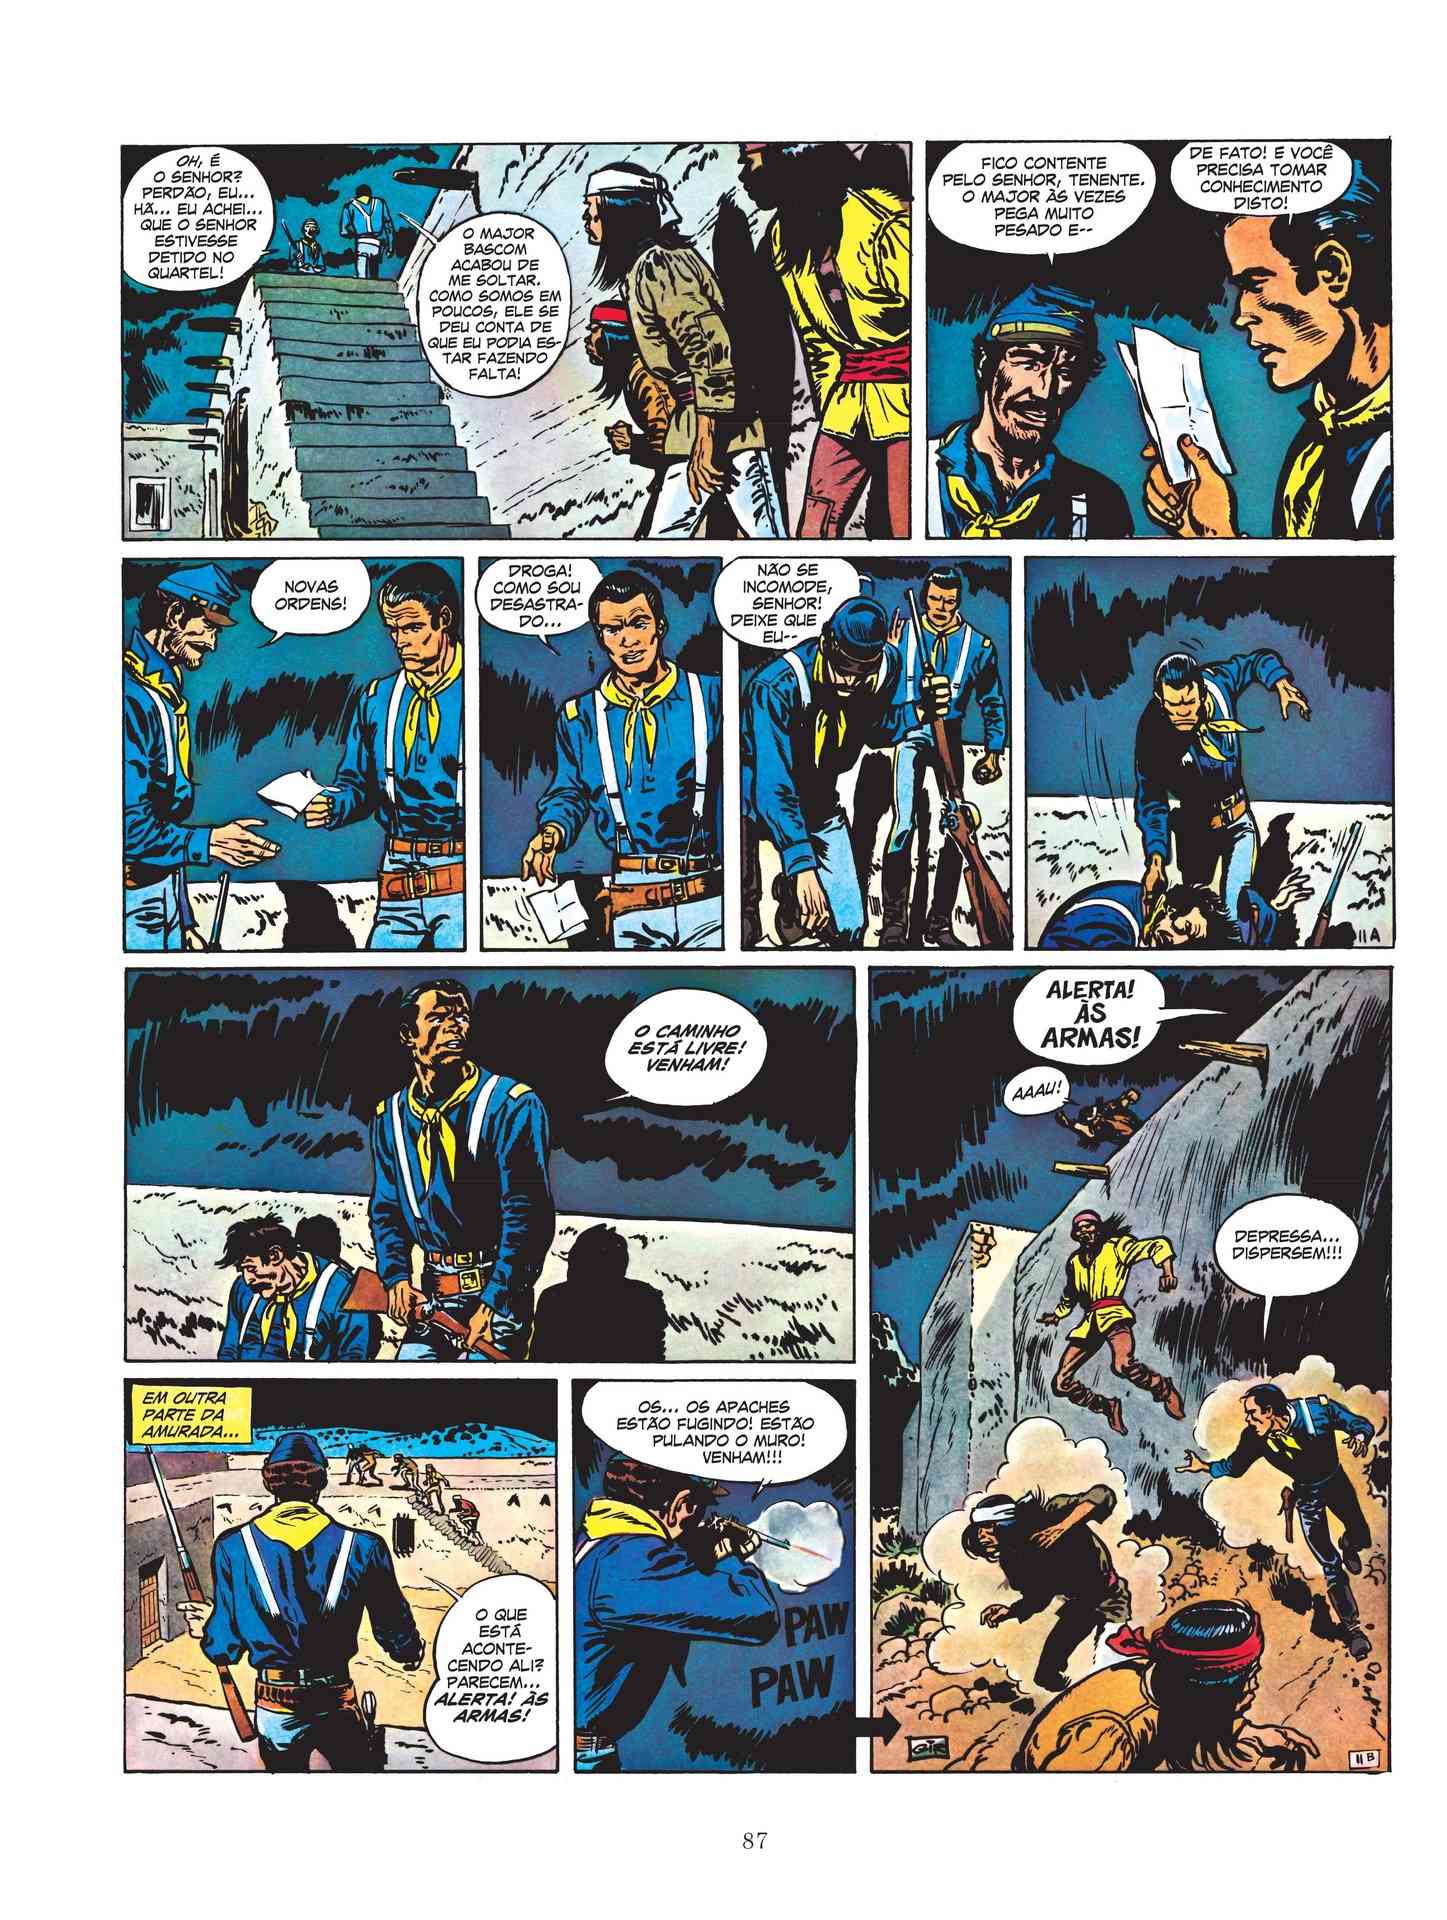 OH, É
O SENHOR?
PERDÃO, EU...
HÃ... EU ACHEI...
QUE O SENHOR
ESTIVESSE
DETIDO NO
QUARTEL!
O MAJOR
BASCOM
ACABOU DE
ME SOLTAR.
COMO SOMOS EM
POUCOS, ELE SE
DEU CONTA DE
QUE EU PODIA ES-
TAR FAZENDO
FALTA!
FICO CONTENTE
PELO SENHOR, TENENTE.
O MAJOR ÀS VEZES
PEGA MUITO
PESADO E--
DE FATO! E VOCÊ
PRECISA TOMAR
CONHECIMENTO
DISTO!
NOVAS
ORDENS!
DROGA!
COMO SOU
DESASTRA-
DO...
NÃO SE
INCOMODE,
SENHOR!
DEIXE QUE
EU--
11A
O CAMINHO
ESTÁ LIVRE!
VENHAM!
EM OUTRA
PARTE DA
AMURADA...
O QUE
ESTÁ
ACONTE-
CENDO ALI?
PARECEM...
ALERTA! ÀS
ARMAS!
OS... OS APACHES
ESTÃO FUGINDO! ESTÃO
PULANDO O MURO!
VENHAM!!!
PAW
PAW
ALERTA!
ÀS
ARMAS!
AAAU!
DEPRESSA...
DISPERSEM!!!
GIR
11B
87